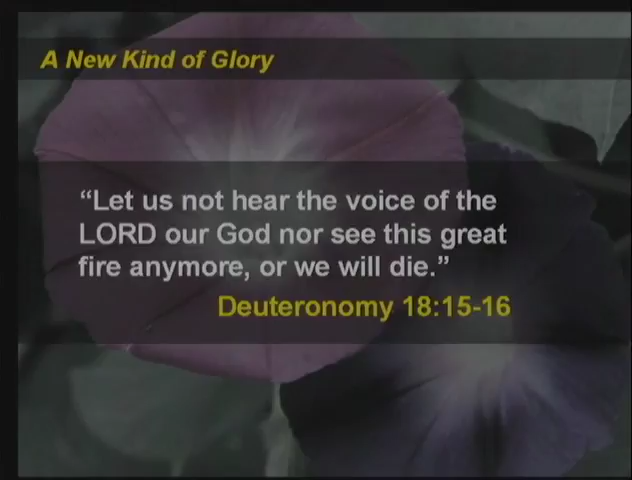 A New Kind of Glory
“Let us not hear the voice of the
LORD our God nor see this great
fire anymore, or we will die.”
Deuteronomy 18:15-16